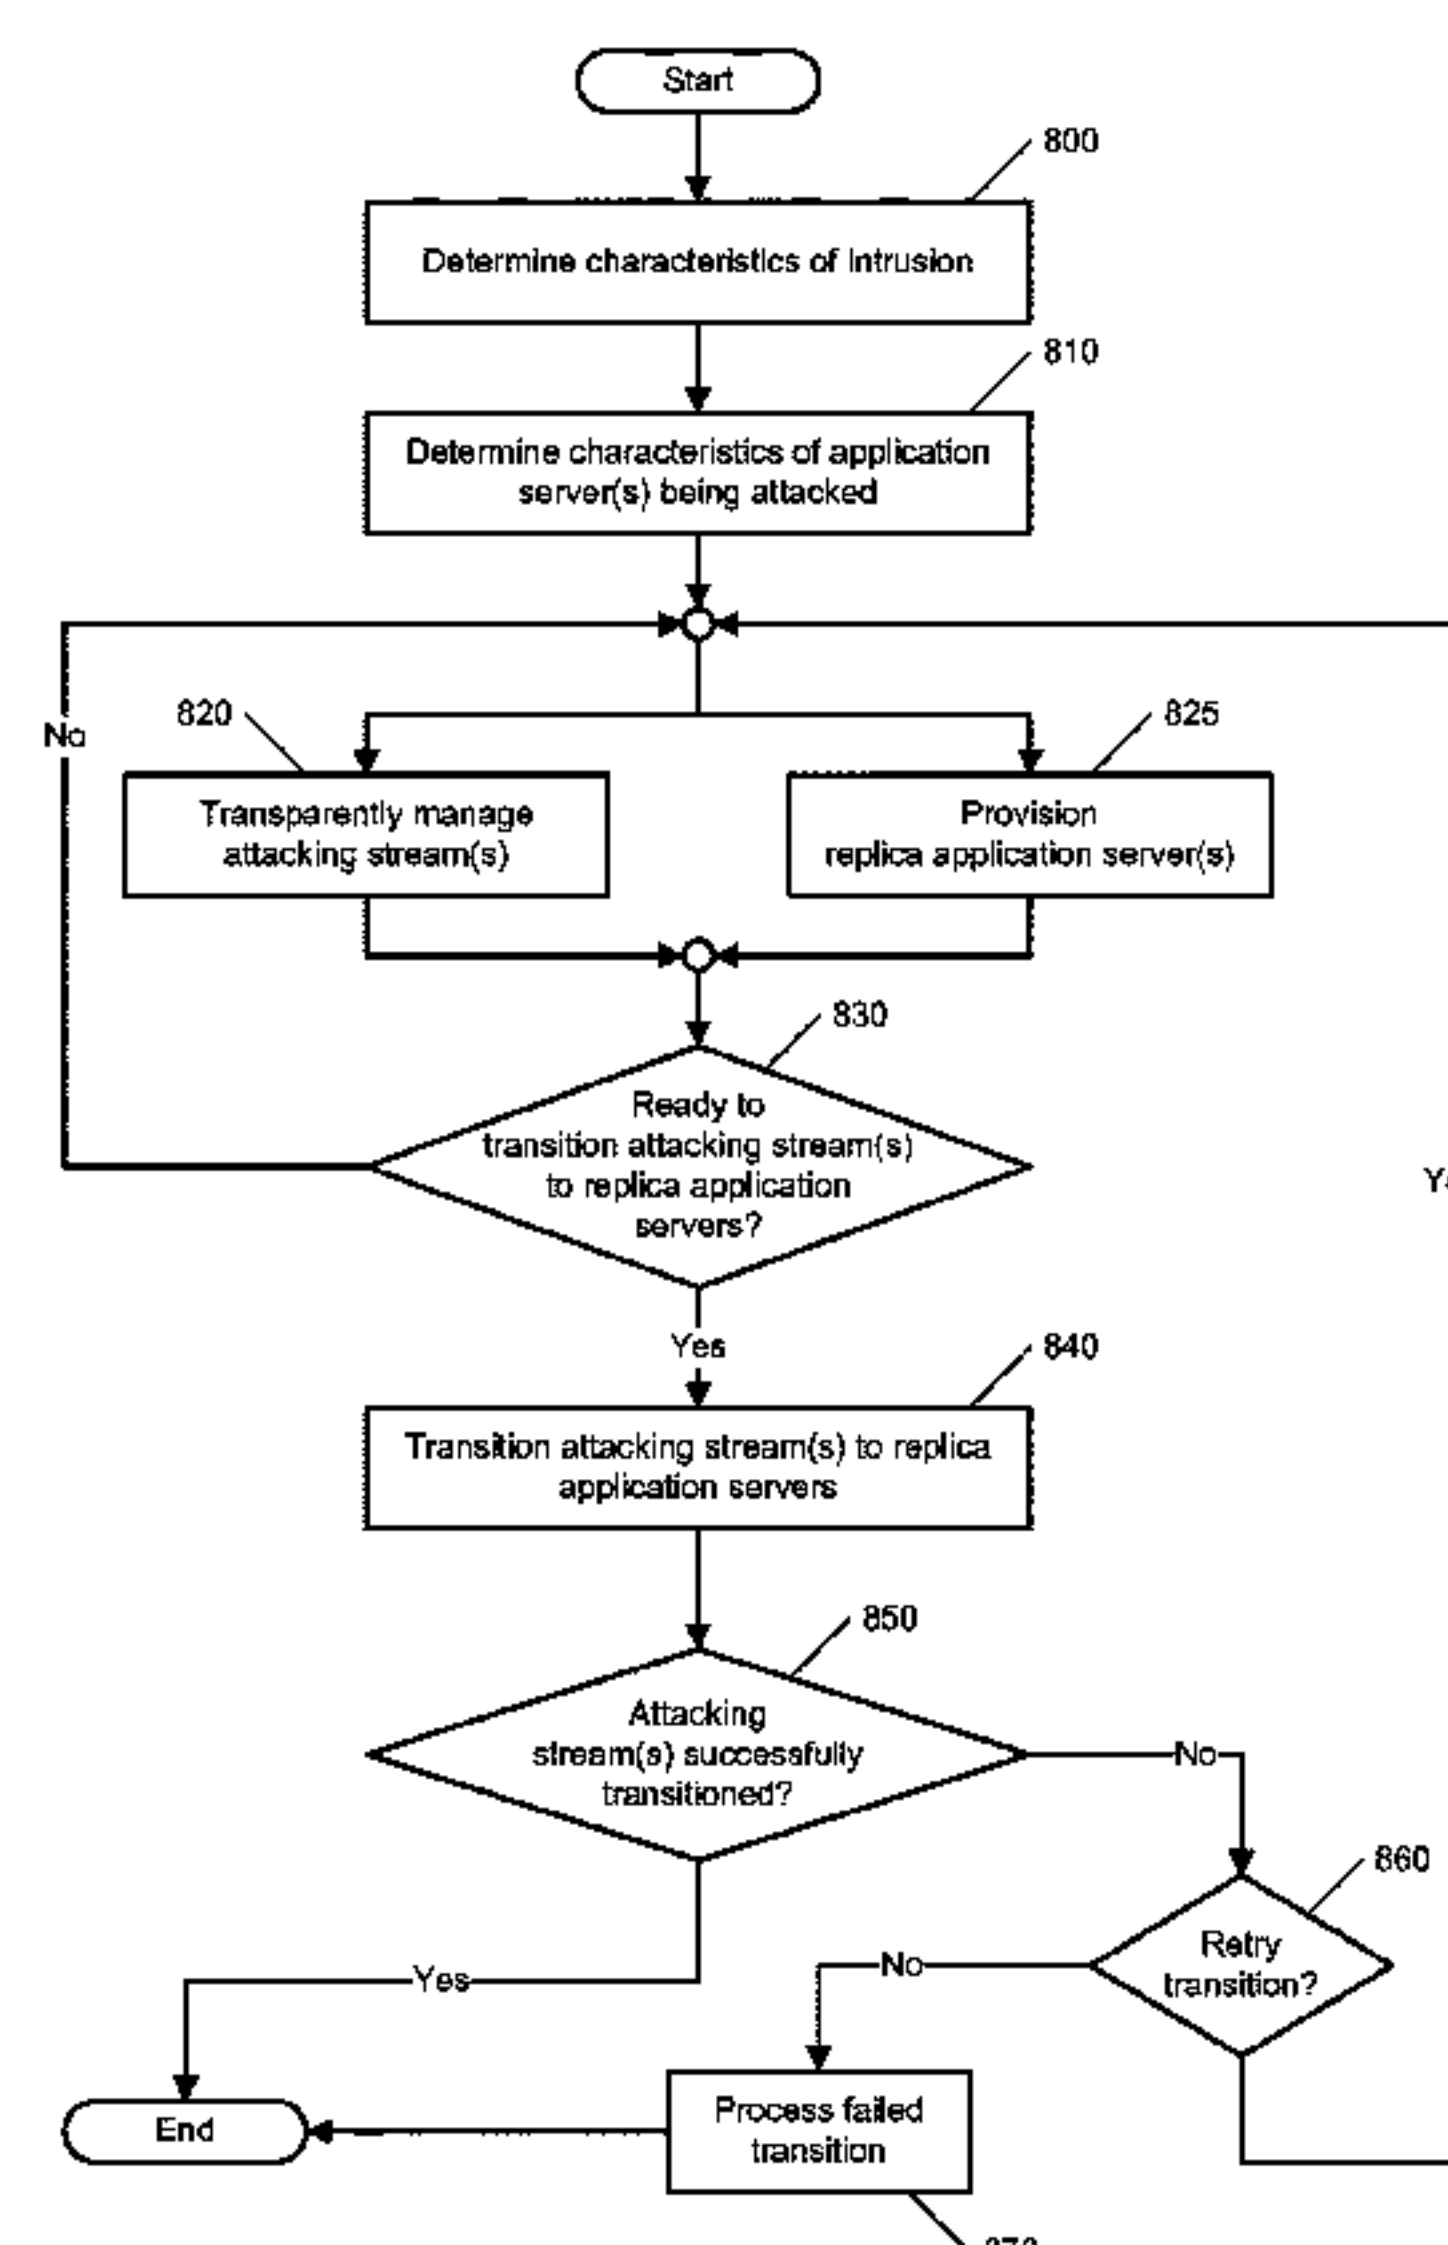 Start
800
Determine characteristics of intrusion
810
Determine characteristics of application
server(s) being attacked
No
820
825
Transparently manage
attacking stream(s)
Provision
replica application server(s)
830
Ready to
transition attacking stream(s)
to replica application
servers?
Yes
840
Transition attacking stream(s) to replica
application servers
850
Attacking
stream(s) successfully
transitioned?
No
860
Retry
transition?
No
Yes
Process failed
transition
End